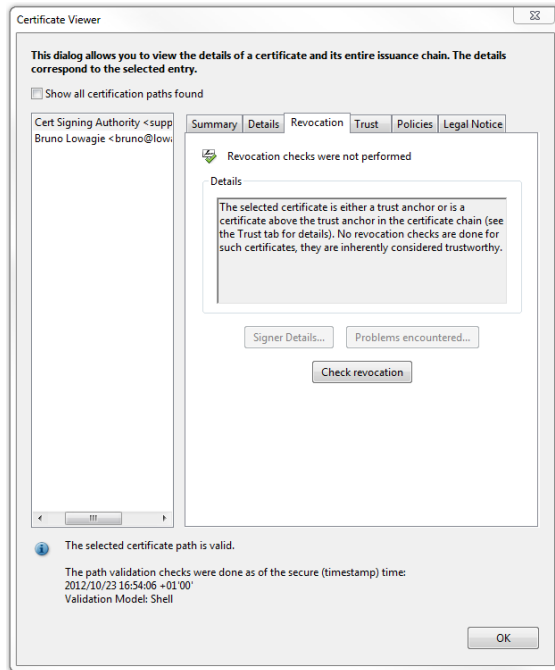 Certificate Viewer
This dialog allows you to view the details of a certificate and its entire issuance chain. The details
correspond to the selected entry.
Show all certification paths found
Cert Signing Authority <supp
Bruno Lowagie <bruno@lowa
Summary Details Revocation Trust Policies Legal Notice
Revocation checks were not performed
Details
The selected certificate is either a trust anchor or is a
certificate above the trust anchor in the certificate chain (see
the Trust tab for details). No revocation checks are done for
such certificates, they are inherently considered trustworthy.
Signer Details... Problems encountered...
Check revocation
The selected certificate path is valid.
The path validation checks were done as of the secure (timestamp) time:
2012/10/23 16:54:06 +01'00'
Validation Model: Shell
OK